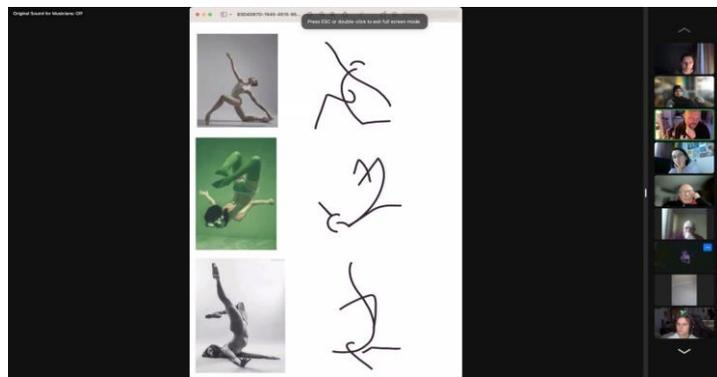 Original Sound for Musicians: Off
Press ESC or double-click to exit full screen mode